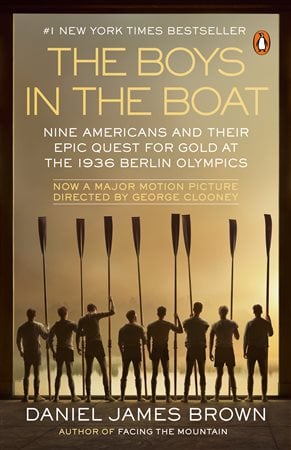 #1 NEW YORK TIMES BESTSELLER
THE BOYS
IN THE BOAT
NINE AMERICANS AND THEIR
EPIC QUEST FOR GOLD AT
THE 1936 BERLIN OLYMPICS
NOW A MAJOR MOTION PICTURE
DIRECTED BY GEORGE CLOONEY
DANIEL JAMES BROWN
AUTHOR OF FACING THE MOUNTAIN